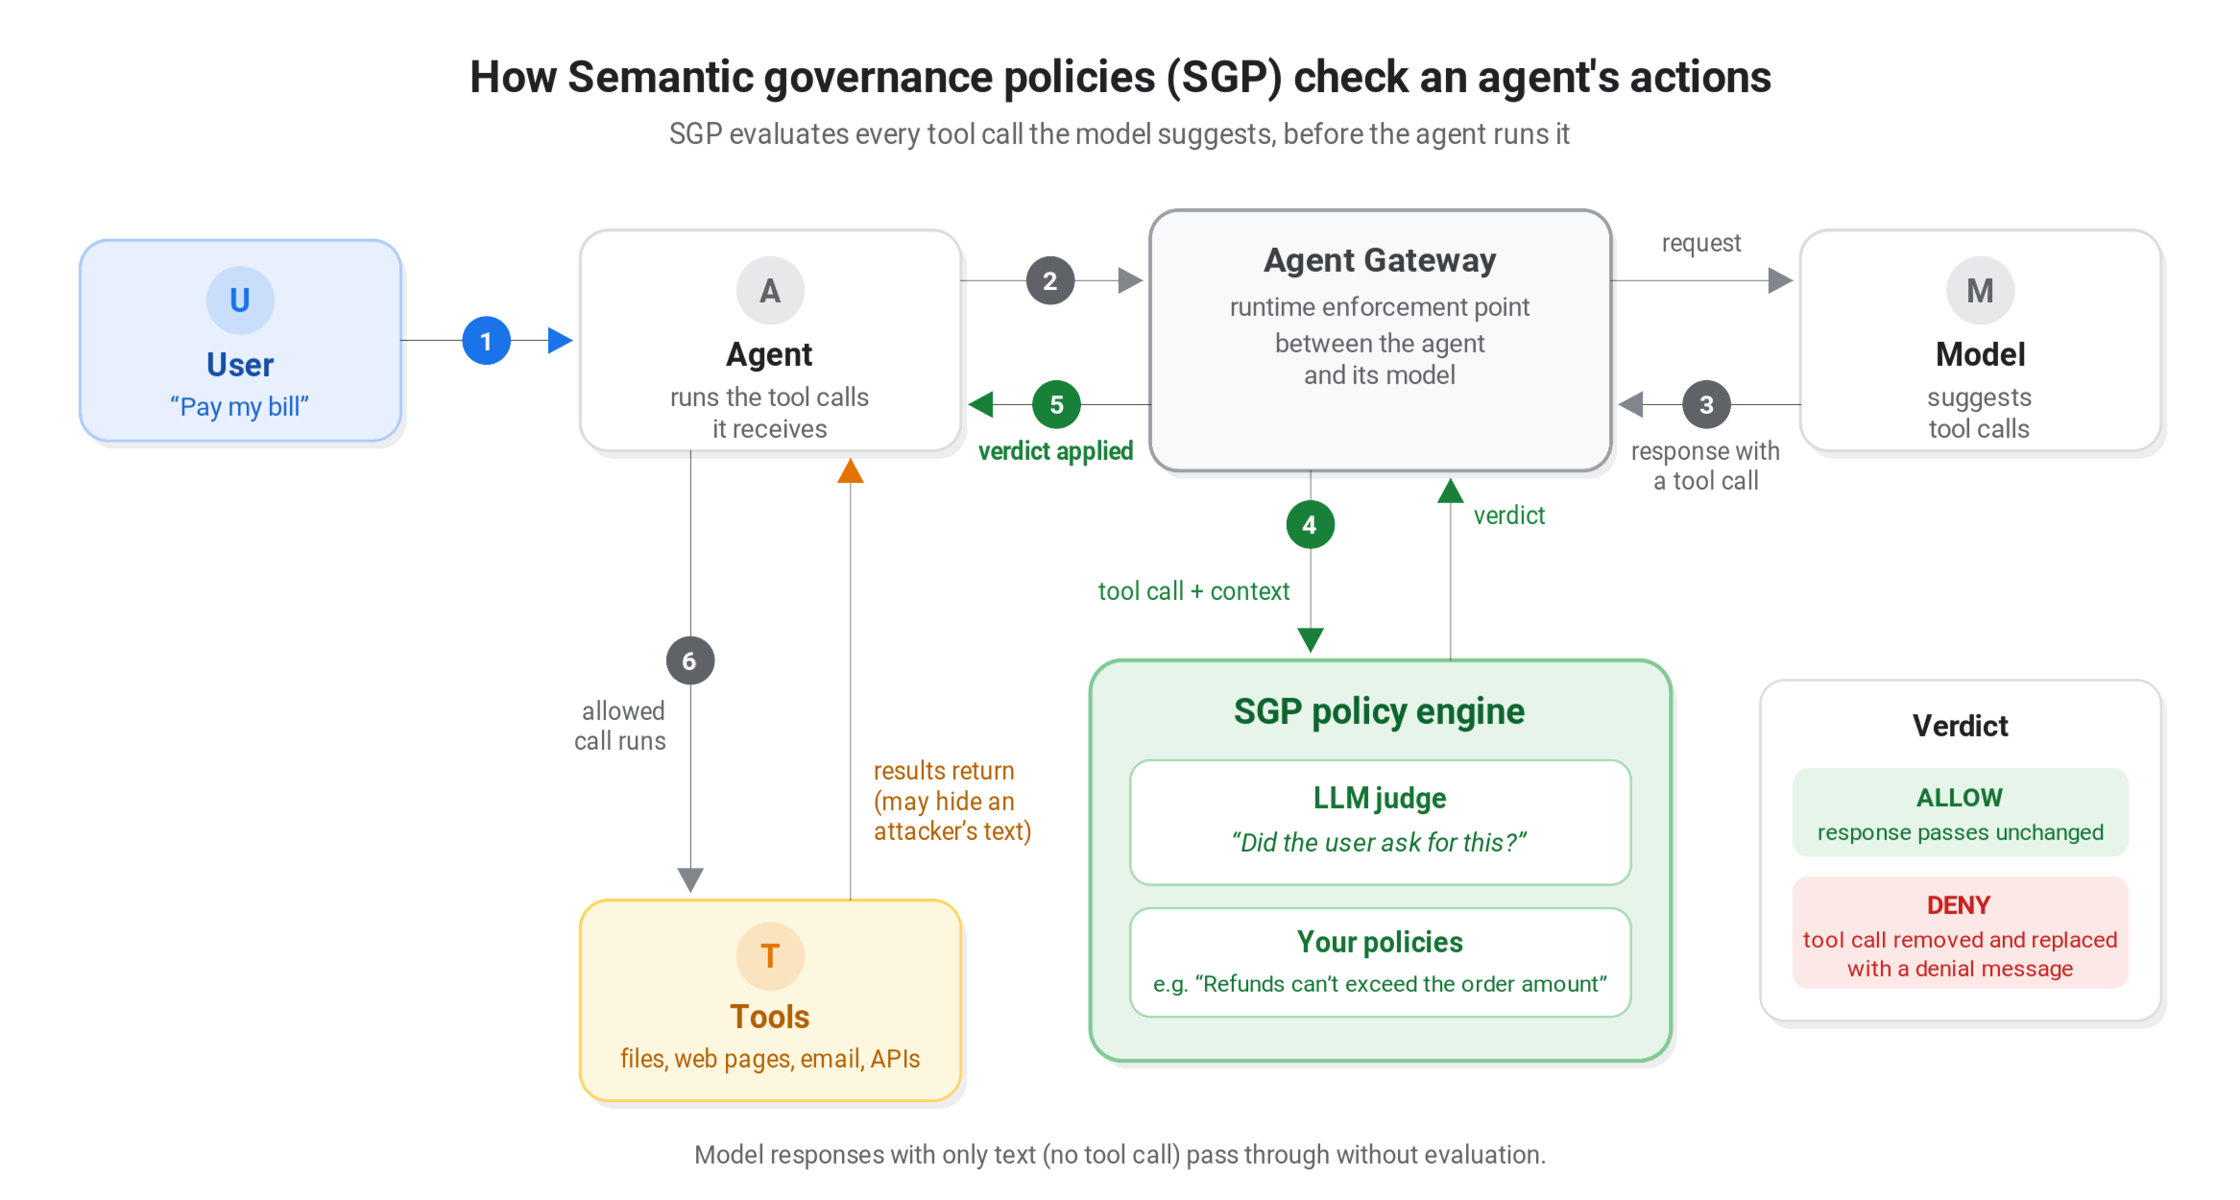 How Semantic governance policies (SGP) check an agent's actions
SGP evaluates every tool call the model suggests, before the agent runs it
U
User
“Pay my bill”
1
A
Agent
runs the tool calls
it receives
2
Agent Gateway
runtime enforcement point
between the agent
and its model
request
M
Model
suggests
tool calls
3
response with
a tool call
5
verdict applied
4
tool call + context
verdict
6
allowed
call runs
results return
(may hide an
attacker’s text)
SGP policy engine
LLM judge
“Did the user ask for this?”
Your policies
e.g. “Refunds can’t exceed the order amount”
Verdict
ALLOW
response passes unchanged
DENY
tool call removed and replaced
with a denial message
T
Tools
files, web pages, email, APIs
Model responses with only text (no tool call) pass through without evaluation.